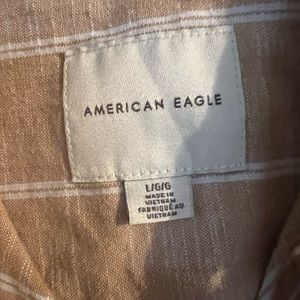 AMERICAN EAGLE
L/G/G
MADE IN
VIETNAM
FABRIQUÉ AU
VIETNAM